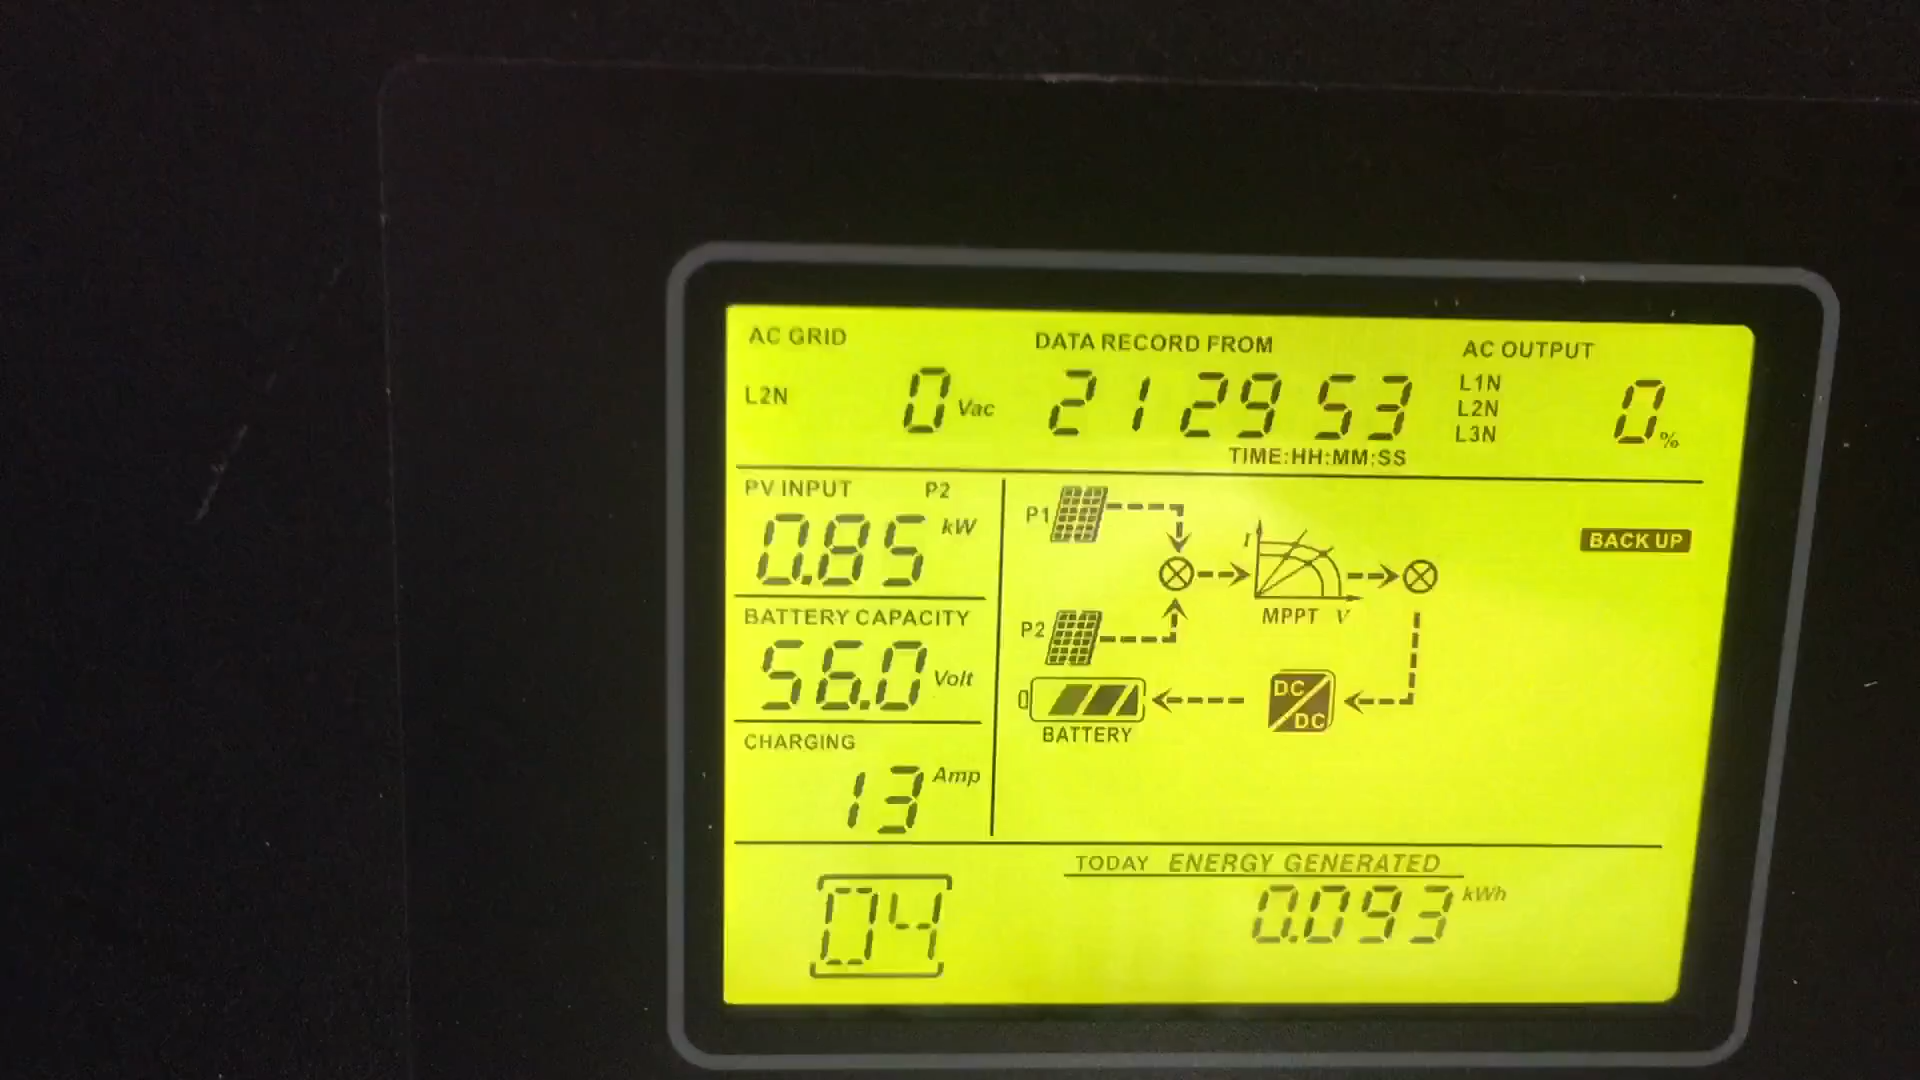 AC GRID
L2N 0 Vac
DATA RECORD FROM
21 29 53
TIME:HH:MM:SS
AC OUTPUT
L1N
L2N
L3N
0 %
PV INPUT P2
0.85 kW
BATTERY CAPACITY
56.0 Volt
CHARGING
13 Amp
P1
P2
I
MPPT V
BACK UP
DC
DC
BATTERY
04
TODAY ENERGY GENERATED
0.093 kWh